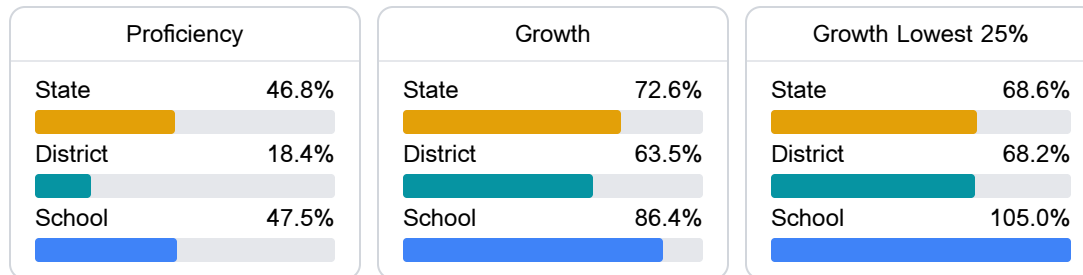 Proficiency
State 46.8%
District 18.4%
School 47.5%
Growth
State 72.6%
District 63.5%
School 86.4%
Growth Lowest 25%
State 68.6%
District 68.2%
School 105.0%